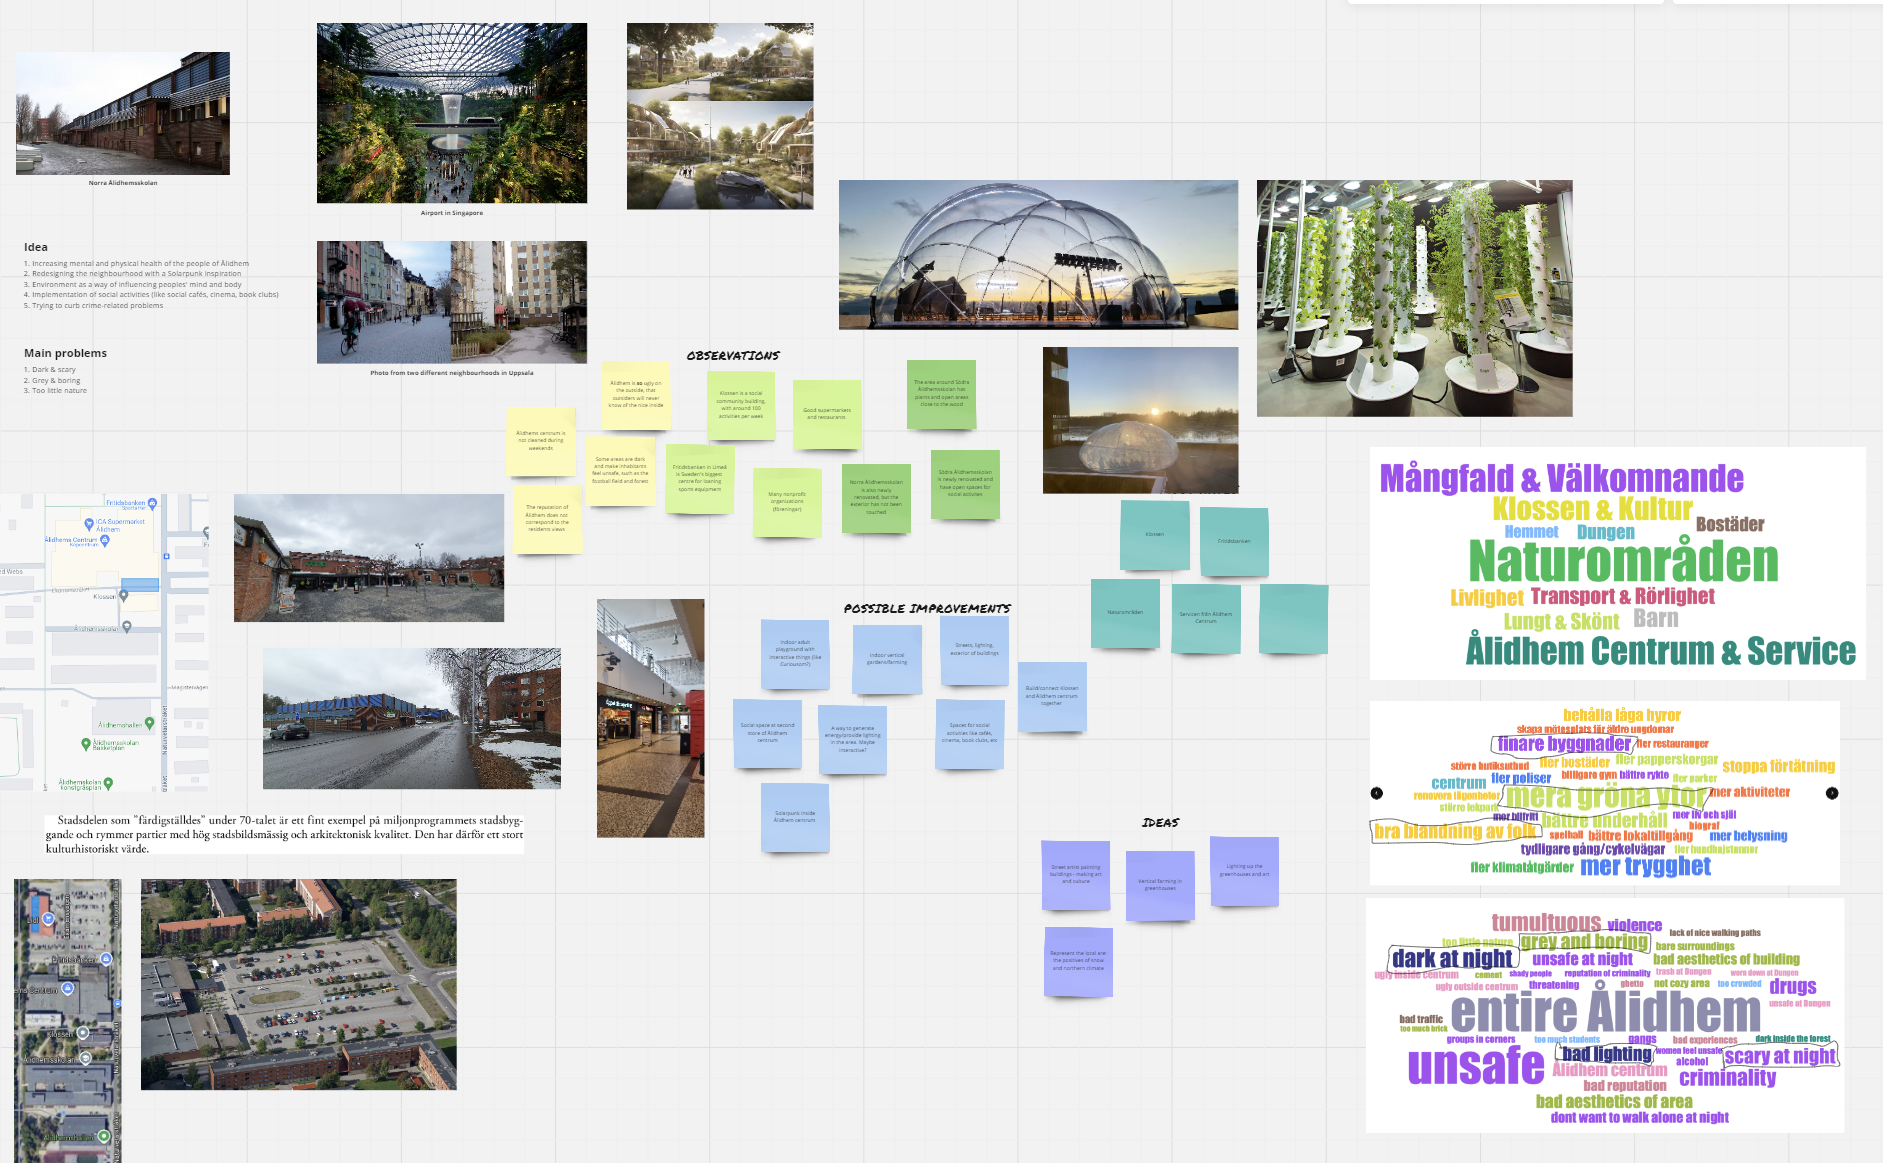 Norra Ålidhemsskolan
Airport in Singapore
Idea
1. Increasing mental and physical health of the people of Ålidhem
2. Redesigning the neighbourhood with a Solarpunk inspiration
3. Environment as a way of influencing peoples' mind and body
4. Implementation of social activities (like social cafés, cinema, book clubs)
5. Trying to curb crime-related problems
Main problems
1. Dark & scary
2. Grey & boring
3. Too little nature
Photo from two different neighbourhoods in Uppsala
OBSERVATIONS
Ålidhem is so ugly on
the outside, that
outsiders will never
know of the nice inside
Klossen is a social
community building,
with around 100
activities per week
Good supermarkets
and restaurants
The area around Södra
Ålidhemsskolan has
plants and open areas
close to the wood
Ålidhems centrum is
not cleaned during
weekends
Some areas are dark
and make inhabitants
feel unsafe, such as the
football field and forest
Fritidsbanken in Umeå
is Sweden's biggest
centre for loaning
sports equipment
Many nonprofit
organizations
(föreningar)
Norra Ålidhemsskolan
is also newly
renovated, but the
exterior has not been
touched
Södra Ålidhemsskolan
is newly renovated and
have open spaces for
social activities
The reputation of
Ålidhem does not
correspond to the
residents views
Klossen
Fritidsbanken
Naturområden
Servicen från Ålidhem
Centrum
POSSIBLE IMPROVEMENTS
Indoor adult
playground with
interactive things (like
Curiousum?)
Indoor vertical
gardens/farming
Streets, lighting,
exterior of buildings
Build/connect Klossen
and Ålidhem centrum
together
Social space at second
store of Ålidhem
centrum
A way to generate
energy/provide lighting
in the area. Maybe
interactive?
Spaces for social
activities like cafés,
cinema, book clubs, etc
Solarpunk inside
Ålidhem centrum
IDEAS
Street artist painting
buildings - making art
and culture
Vertical farming in
greenhouses
Lighting up the
greenhouses and art
Represent the local and
the positives of snow
and northern climate
Fritidsbanken
ICA Supermarket
Ålidhem
Ålidhems Centrum
Klossen
Ålidhemsskolan
Magistervägen
Ålidhemshallen
Ålidhemsskolan
Basketplan
Ålidhemsskolan
Konstgräsplan
Stadsdelen som ”färdigställdes” under 70-talet är ett fint exempel på miljonprogrammets stadsbyg-
gande och rymmer partier med hög stadsbildsmässig och arkitektonisk kvalitet. Den har därför ett stort
kulturhistoriskt värde.
Lidl
Fritidsbanken
Klossen
Ålidhemsskolan
Ålidhemshallen
Mångfald & Välkomnande
Klossen & Kultur
Bostäder
Hemmet Dungen
Naturområden
Livlighet Transport & Rörlighet
Lungt & Skönt Barn
Ålidhem Centrum & Service
behålla låga hyror
skapa mötesplats för äldre ungdomar
finare byggnader fler restauranger
större butiksutbud fler bostäder fler papperskorgar stoppa förtätning
centrum fler poliser billigare gym bättre rykte fler parker
renovera lägenheter mera gröna ytor mer aktiviteter
större lekpark
mer bilfritt bättre underhåll mer liv och själ
bra blandning av folk spelhall bättre lokaltillgång biograf mer belysning
tydligare gång/cykelvägar fler hundbajstunnor
fler klimatåtgärder mer trygghet
tumultuous violence
lack of nice walking paths
too little nature grey and boring bare surroundings
dark at night unsafe at night bad aesthetics of building
ugly inside centrum cement shady people reputation of criminality trash at Dungen worn down at Dungen
ugly outside centrum threatening ghetto not cozy area too crowded drugs
unsafe at Dungen
entire Ålidhem
bad traffic
too much brick
groups in corners too much students gangs bad experiences dark inside the forest
unsafe bad lighting women feel unsafe scary at night
alcohol
Ålidhem centrum criminality
bad reputation
bad aesthetics of area
dont want to walk alone at night